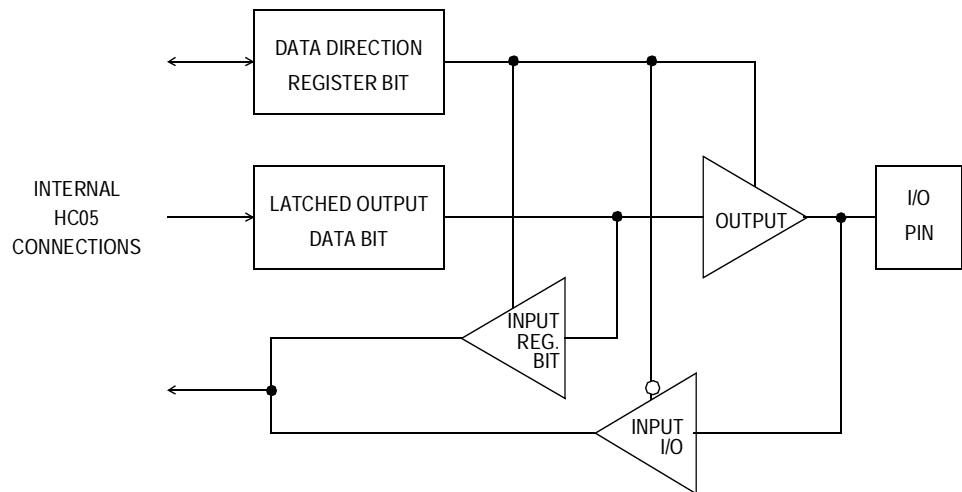 DATA DIRECTION
REGISTER BIT
INTERNAL
HC05
CONNECTIONS
LATCHED OUTPUT
DATA BIT
OUTPUT
I/O
PIN
INPUT
REG.
BIT
INPUT
I/O